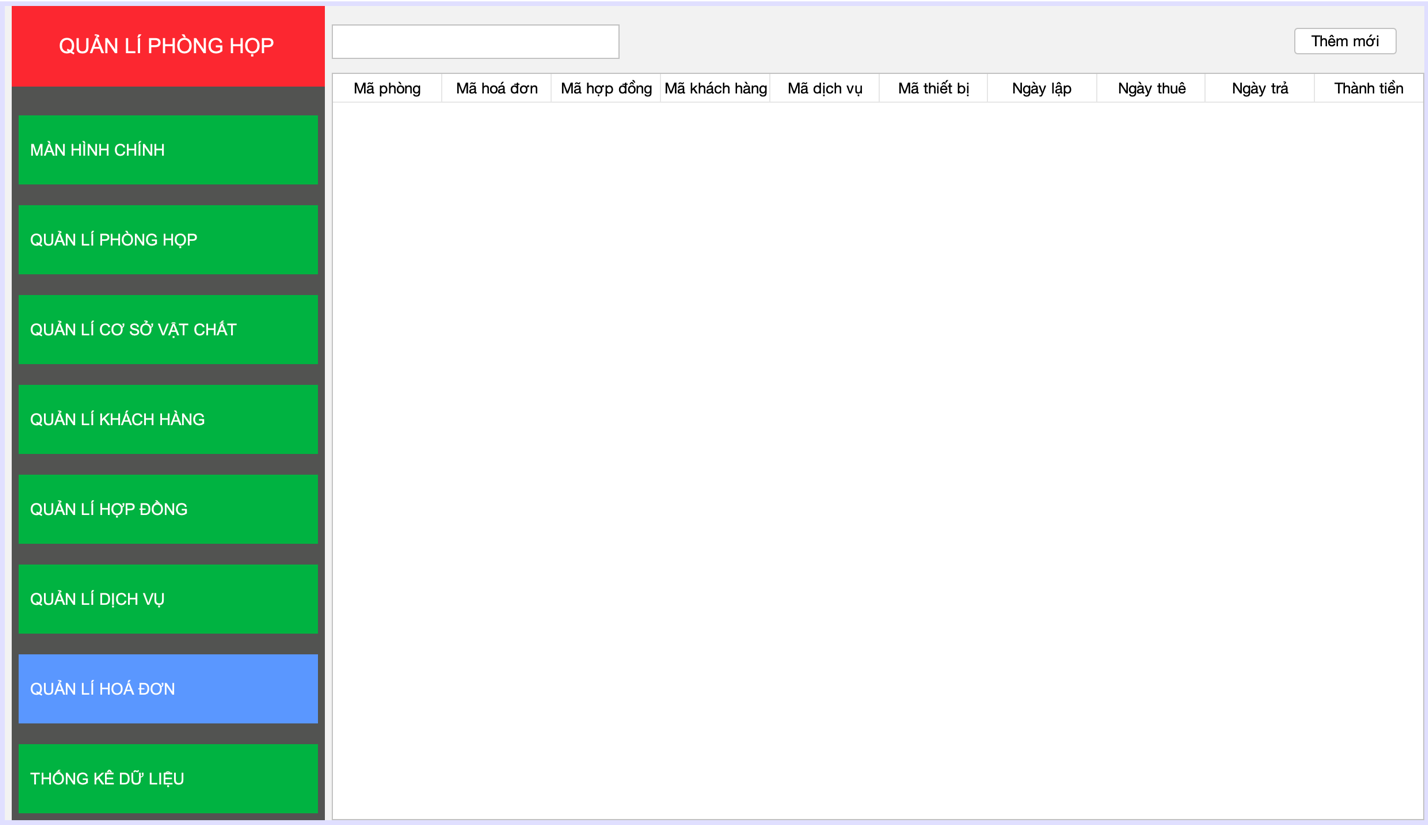 QUẢN LÍ PHÒNG HỌP
Thêm mới
Mã phòng Mã hoá đơn Mã hợp đồng Mã khách hàng Mã dịch vụ Mã thiết bị Ngày lập Ngày thuê Ngày trả Thành tiền
MÀN HÌNH CHÍNH
QUẢN LÍ PHÒNG HỌP
QUẢN LÍ CƠ SỞ VẬT CHẤT
QUẢN LÍ KHÁCH HÀNG
QUẢN LÍ HỢP ĐỒNG
QUẢN LÍ DỊCH VỤ
QUẢN LÍ HOÁ ĐƠN
THỐNG KÊ DỮ LIỆU